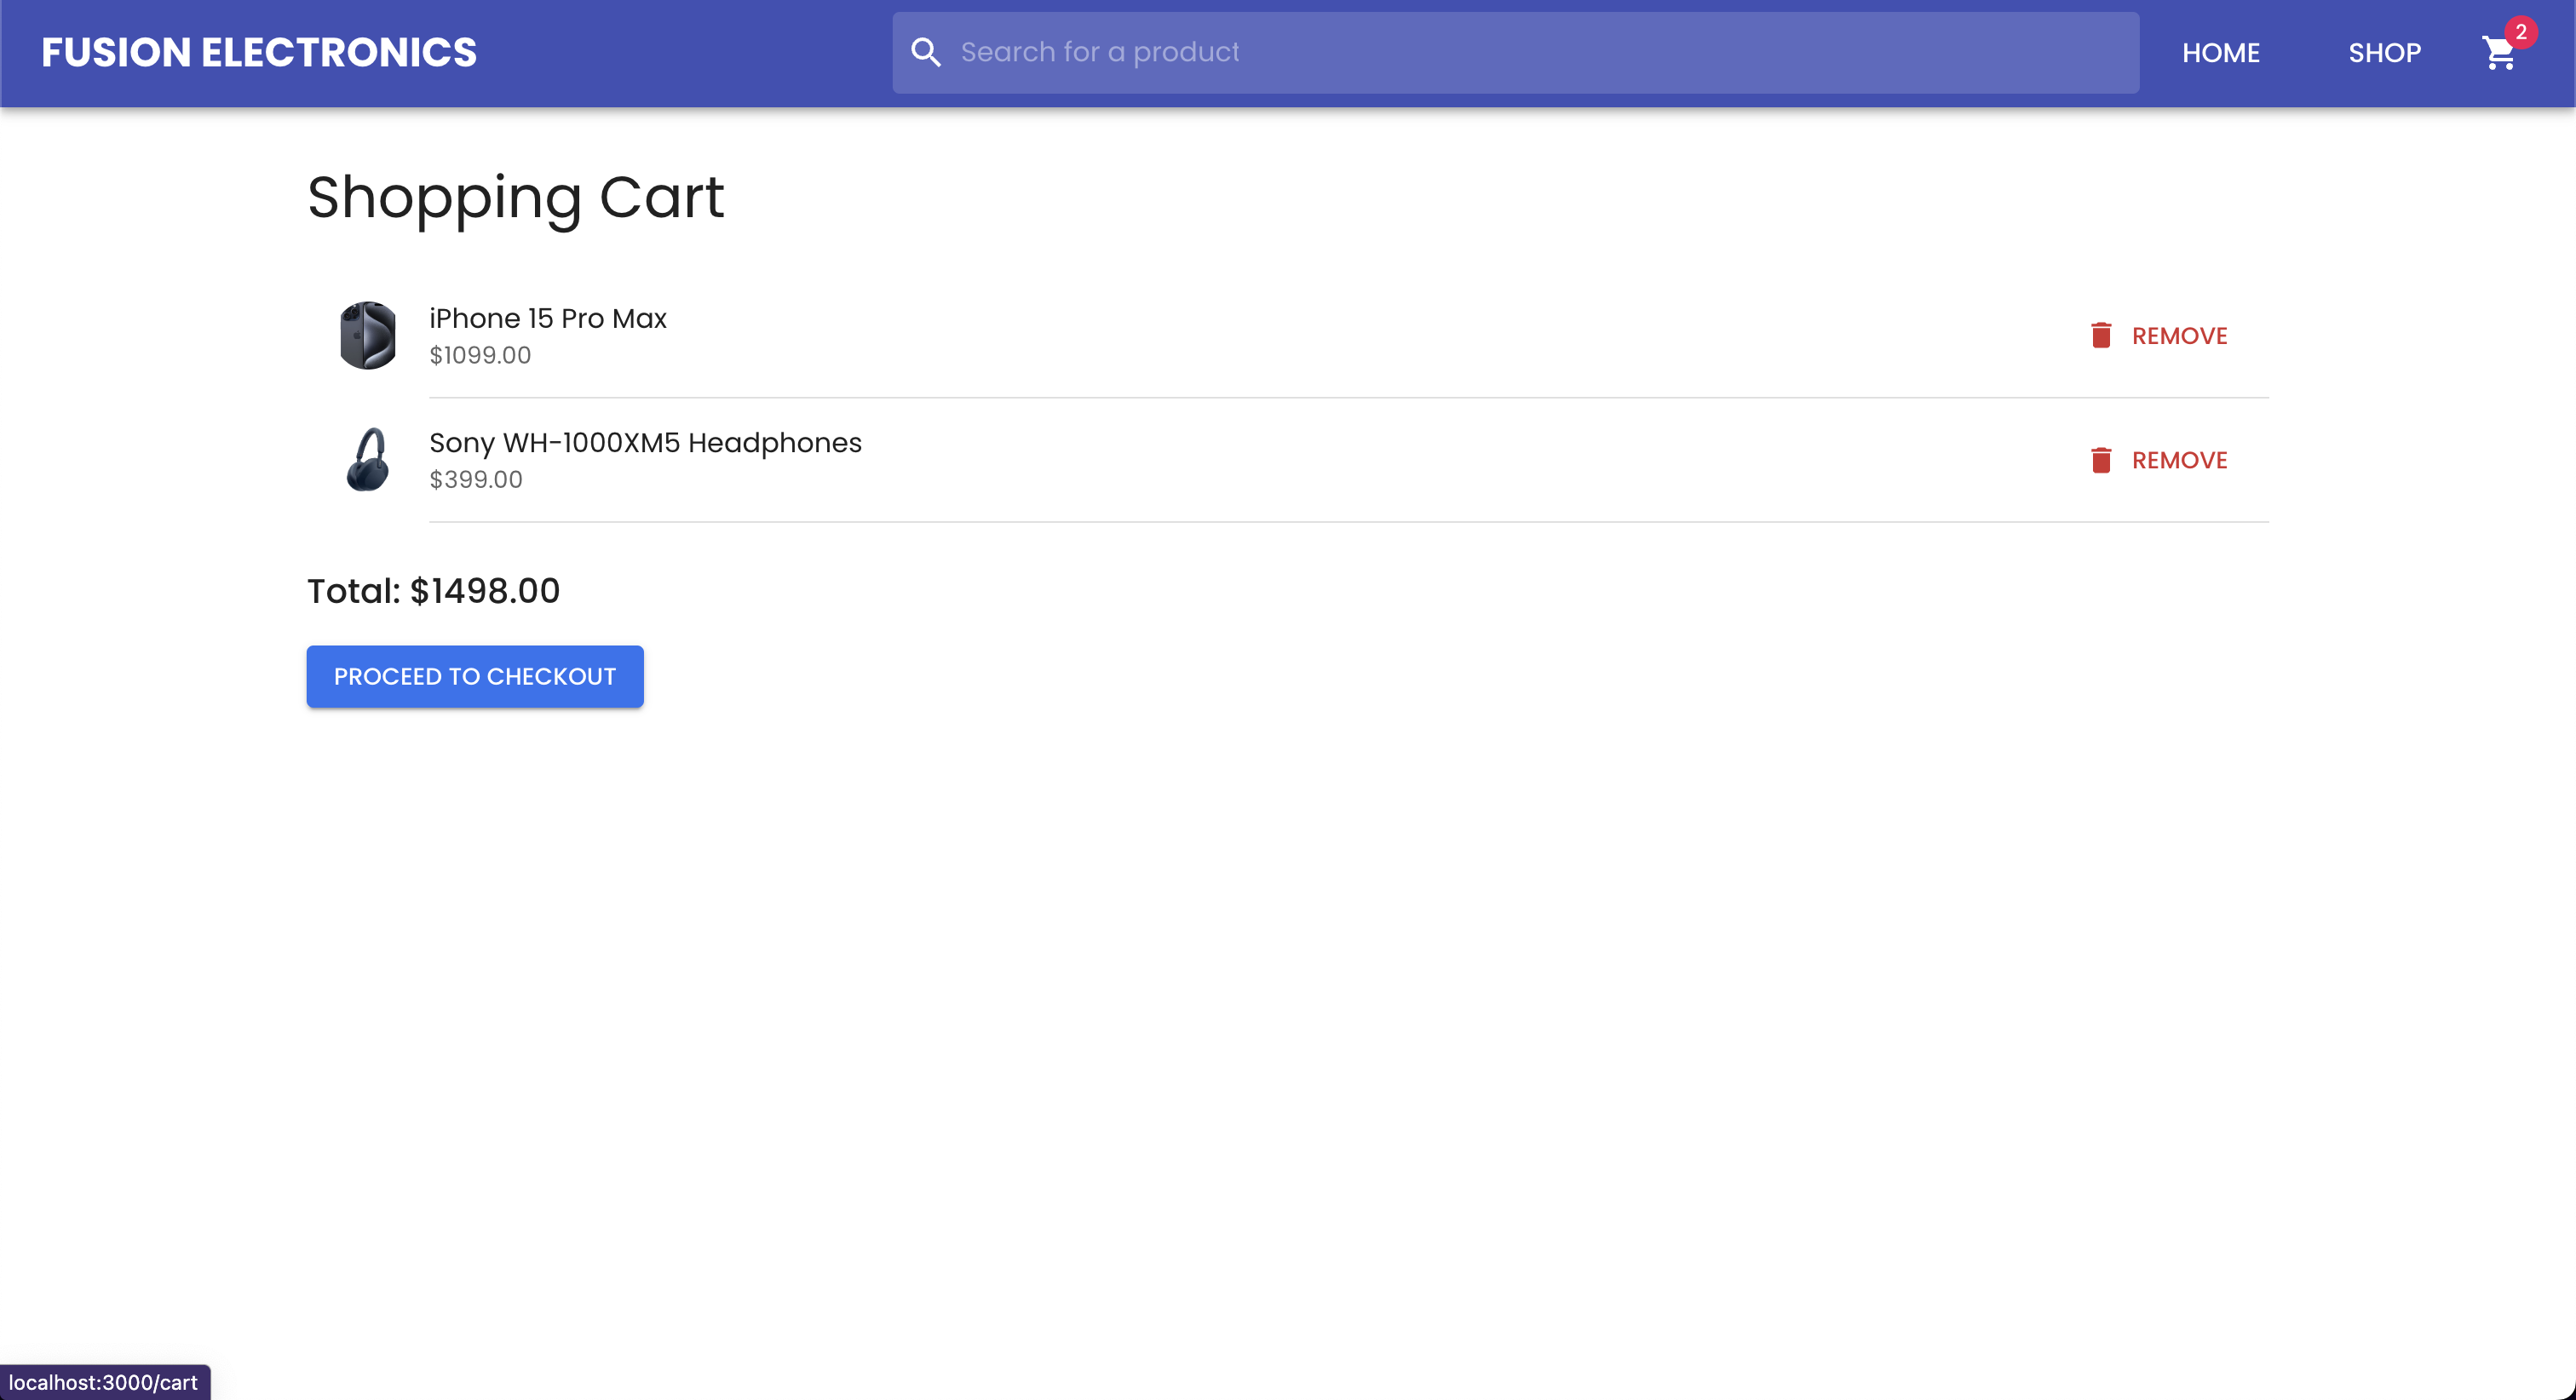 FUSION ELECTRONICS
Search for a product
HOME
SHOP
2
Shopping Cart
iPhone 15 Pro Max
$1099.00
REMOVE
Sony WH-1000XM5 Headphones
$399.00
REMOVE
Total: $1498.00
PROCEED TO CHECKOUT
localhost:3000/cart